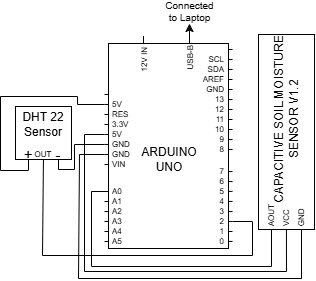 Connected
to Laptop
12V IN
USB-B
SCL
SDA
AREF
GND
13
12
11
10
9
8
7
6
5
4
3
2
1
0
5V
RES
3.3V
5V
GND
GND
VIN
A0
A1
A2
A3
A4
A5
ARDUINO
UNO
DHT 22
Sensor
+ OUT -
CAPACITIVE SOIL MOISTURE
SENSOR V1.2
AOUT
VCC
GND